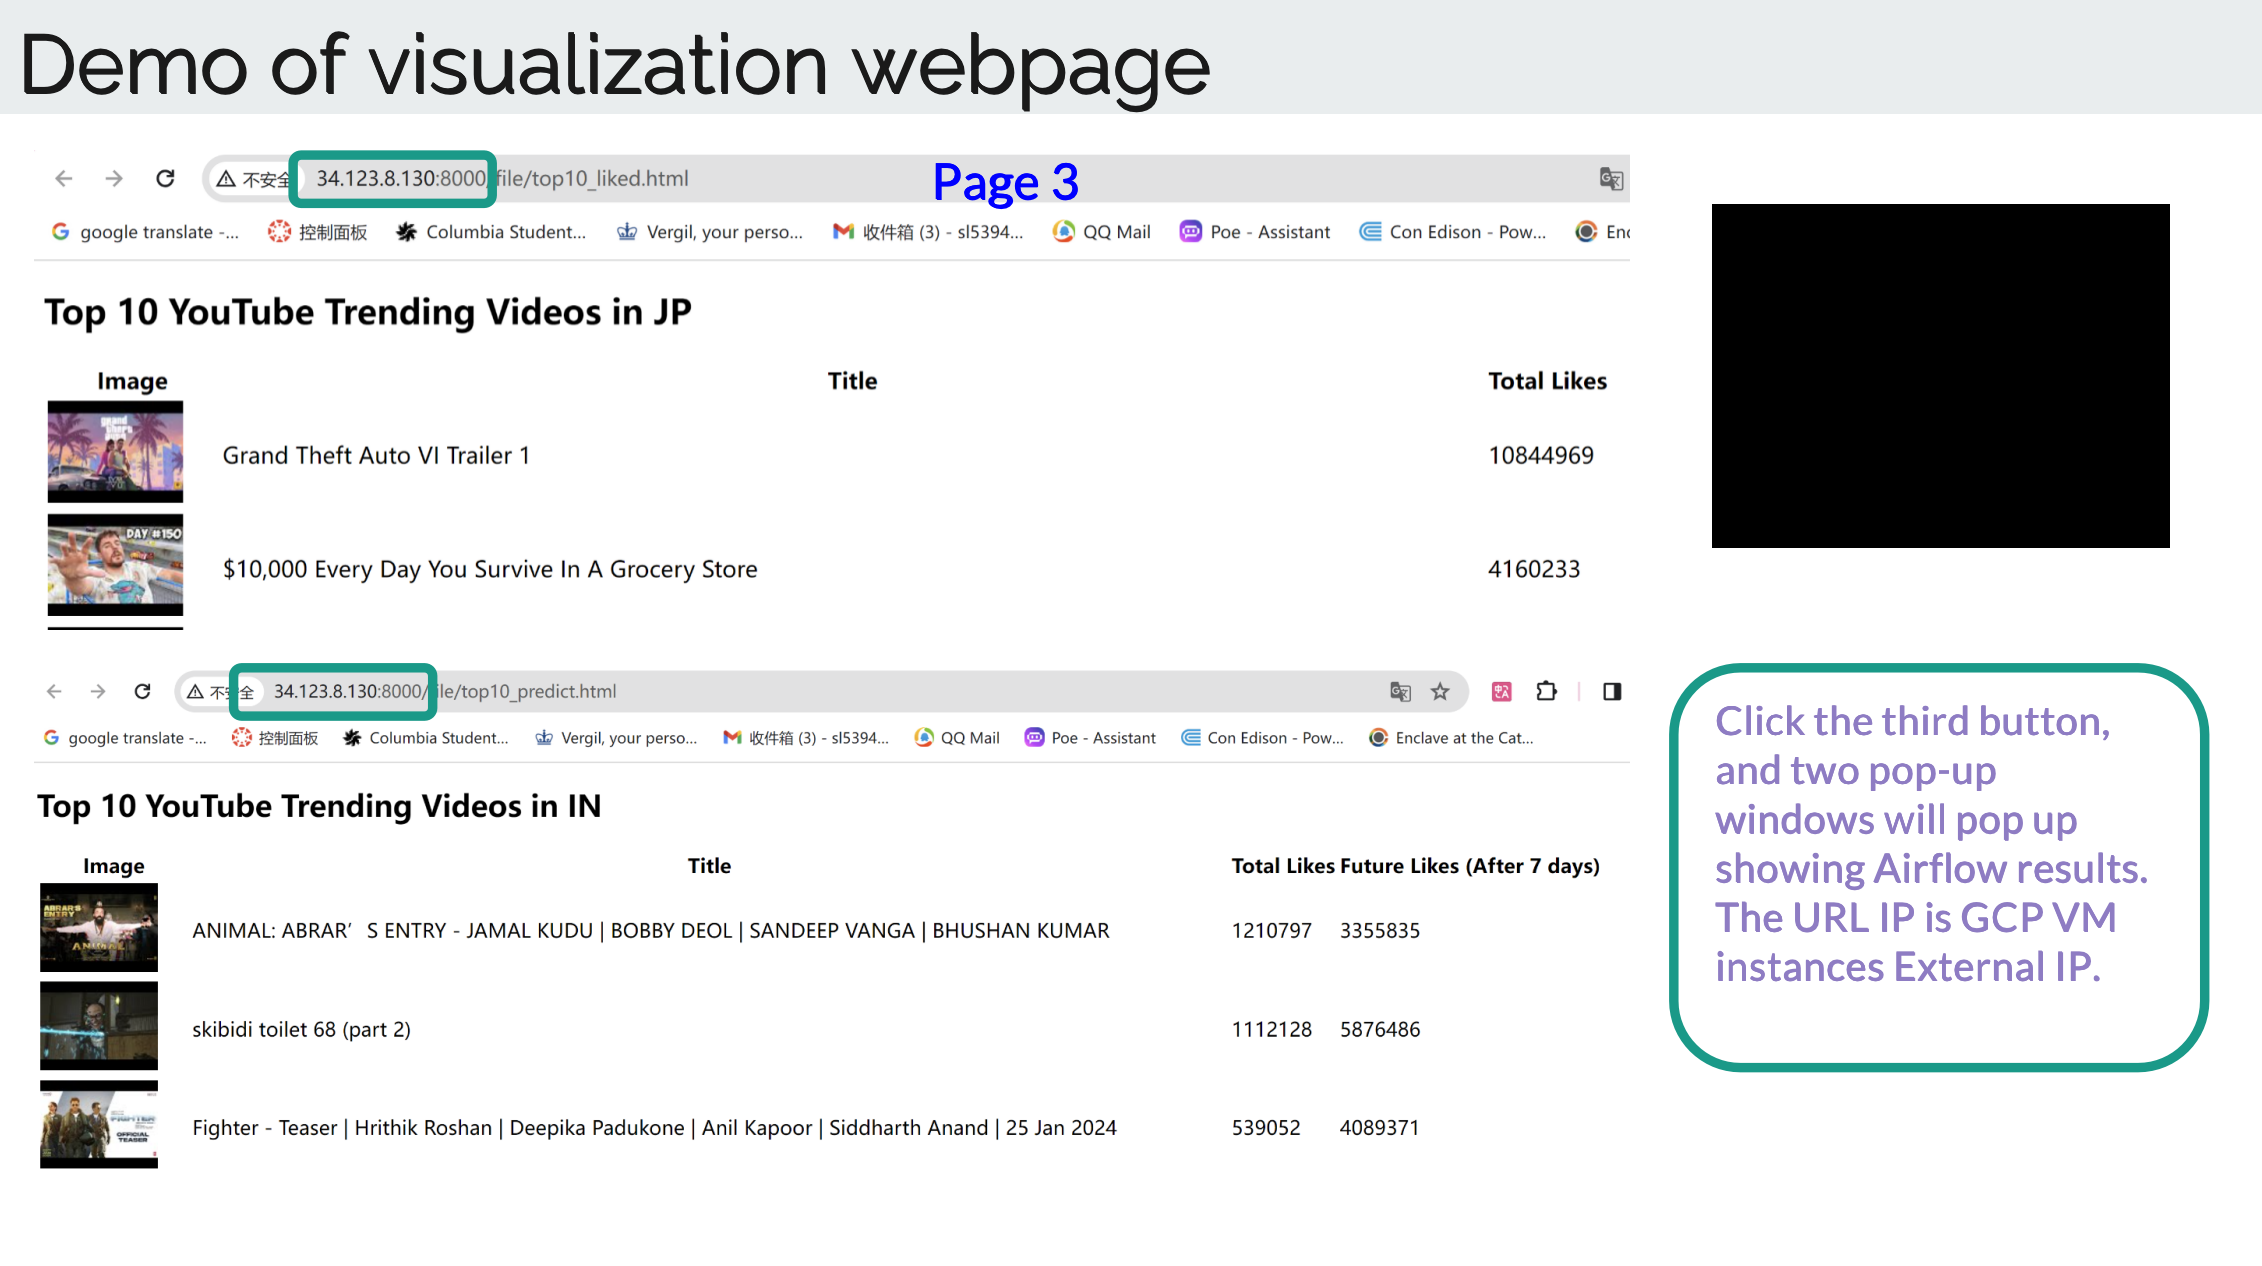 Demo of visualization webpage
不安全 34.123.8.130:8000/file/top10_liked.html
Page 3
google translate -... 控制面板 Columbia Student... Vergil, your perso... 收件箱 (3) - sl5394... QQ Mail Poe - Assistant Con Edison - Pow... Enc
Top 10 YouTube Trending Videos in JP
Image Title Total Likes
Grand Theft Auto VI Trailer 1 10844969
DAY #150
$10,000 Every Day You Survive In A Grocery Store 4160233
不安全 34.123.8.130:8000/file/top10_predict.html
google translate -... 控制面板 Columbia Student... Vergil, your perso... 收件箱 (3) - sl5394... QQ Mail Poe - Assistant Con Edison - Pow... Enclave at the Cat...
Top 10 YouTube Trending Videos in IN
Image Title Total Likes Future Likes (After 7 days)
ABRAR'S
ENTRY
ANIMAL
ANIMAL: ABRAR’S ENTRY - JAMAL KUDU | BOBBY DEOL | SANDEEP VANGA | BHUSHAN KUMAR 1210797 3355835
skibidi toilet 68 (part 2) 1112128 5876486
FIGHTER
OFFICIAL
TEASER
Fighter - Teaser | Hrithik Roshan | Deepika Padukone | Anil Kapoor | Siddharth Anand | 25 Jan 2024 539052 4089371
Click the third button,
and two pop-up
windows will pop up
showing Airflow results.
The URL IP is GCP VM
instances External IP.